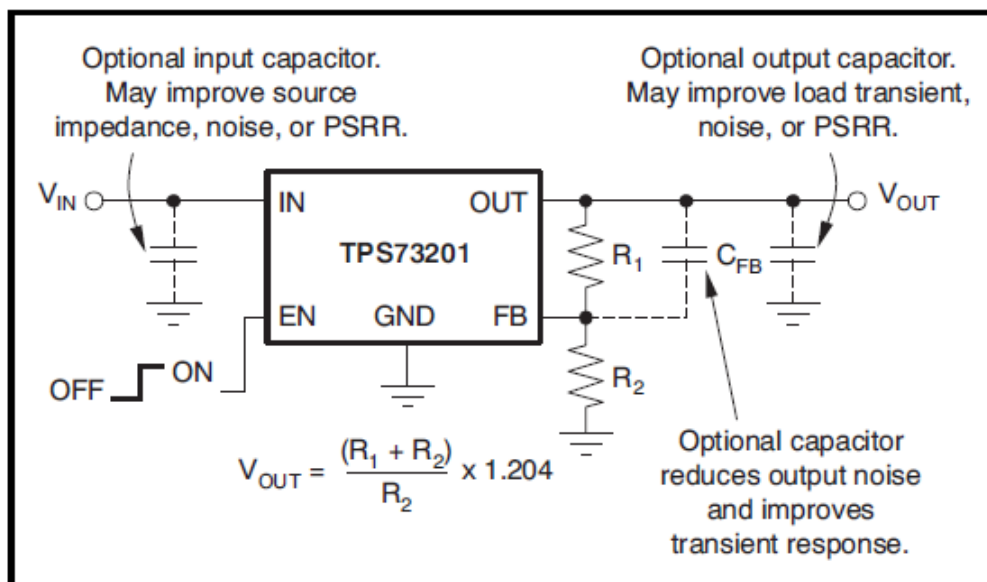 Optional input capacitor.
May improve source
impedance, noise, or PSRR.
Optional output capacitor.
May improve load transient,
noise, or PSRR.
V_IN
IN
OUT
V_OUT
TPS73201
R_1
C_FB
EN
GND
FB
OFF
ON
R_2
V_OUT = (R_1 + R_2) / R_2 x 1.204
Optional capacitor
reduces output noise
and improves
transient response.